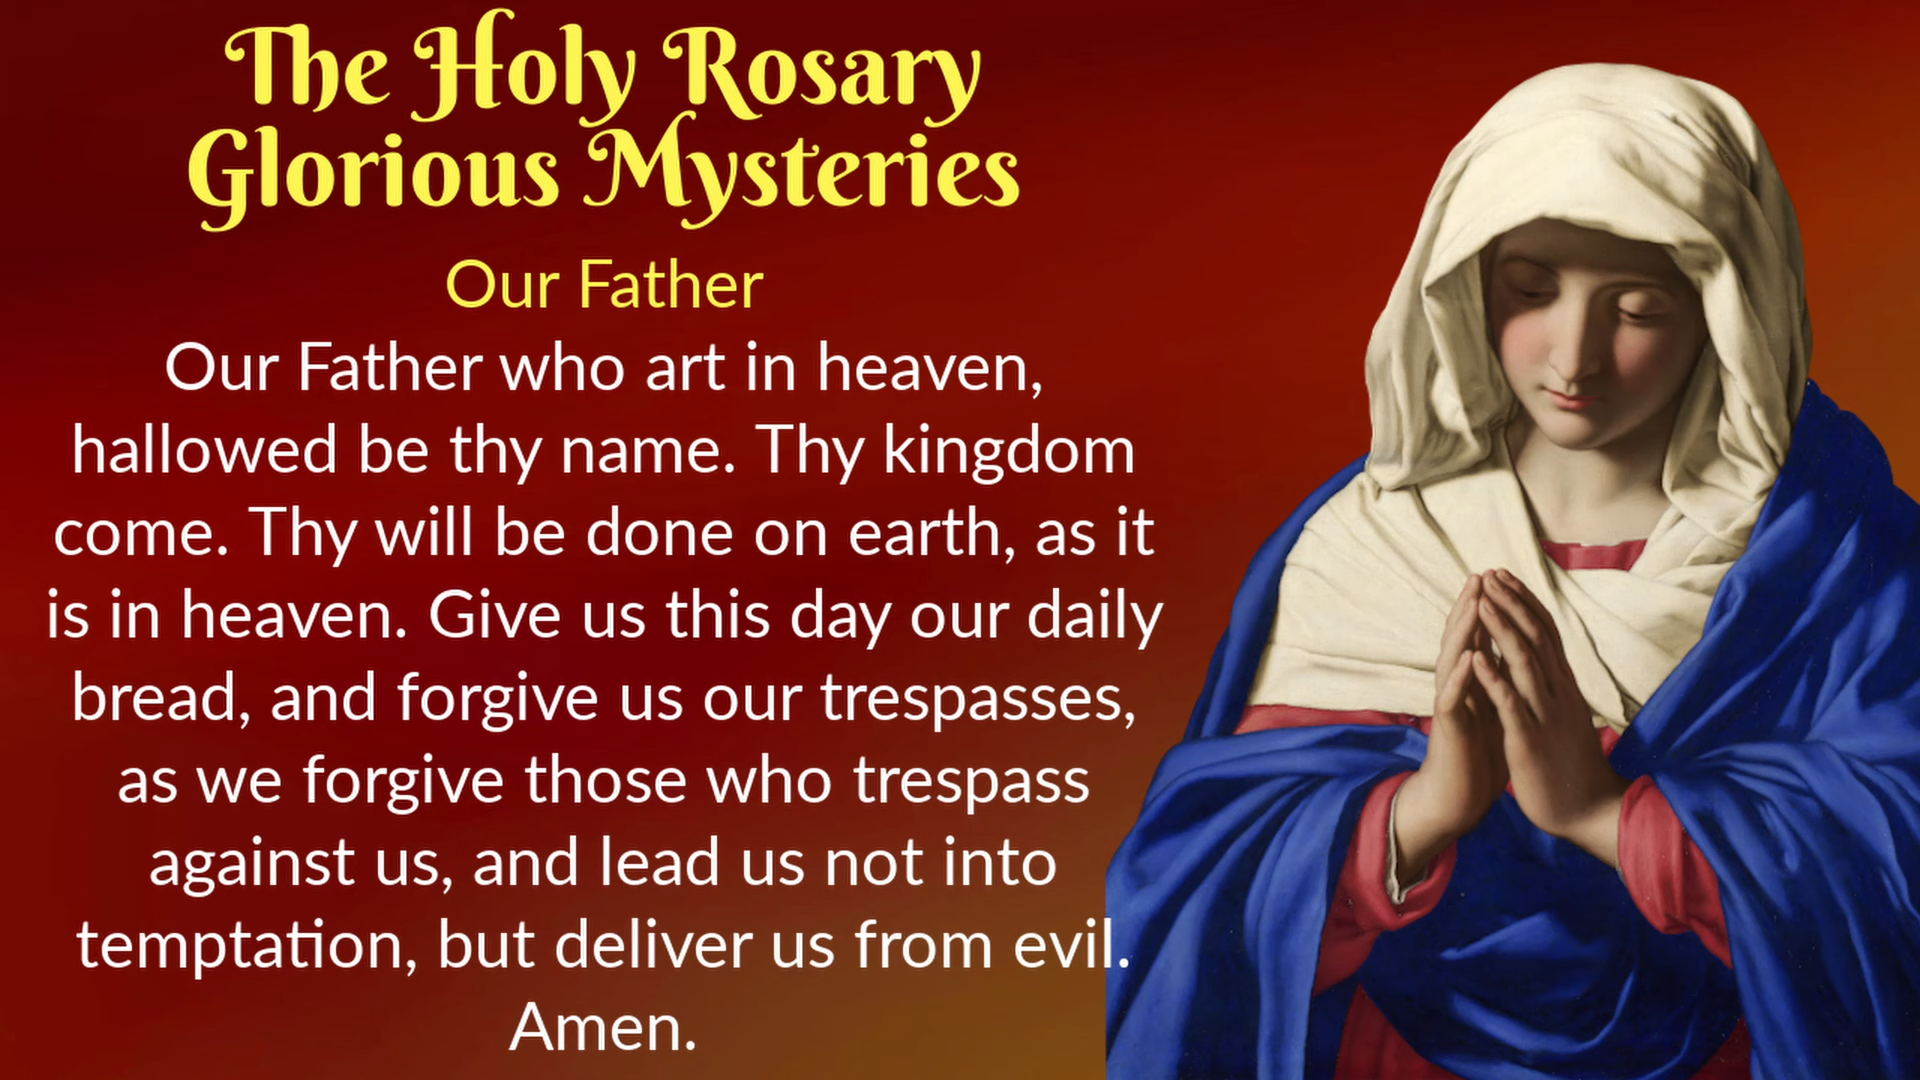 The Holy Rosary
Glorious Mysteries
Our Father
Our Father who art in heaven,
hallowed be thy name. Thy kingdom
come. Thy will be done on earth, as it
is in heaven. Give us this day our daily
bread, and forgive us our trespasses,
as we forgive those who trespass
against us, and lead us not into
temptation, but deliver us from evil.
Amen.